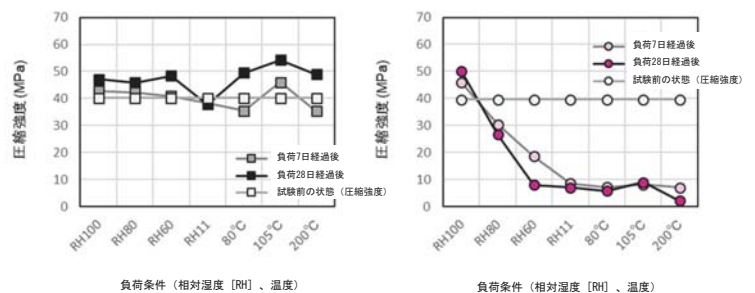 70
60
50
40
30
20
10
0
圧縮強度 (MPa)
RH100
RH80
RH60
RH11
80℃
105℃
200℃
負荷7日経過後
負荷28日経過後
試験前の状態（圧縮強度）
負荷条件（相対湿度［RH］、温度）
70
60
50
40
30
20
10
0
圧縮強度 (MPa)
RH100
RH80
RH60
RH11
80℃
105℃
200℃
負荷7日経過後
負荷28日経過後
試験前の状態（圧縮強度）
負荷条件（相対湿度［RH］、温度）